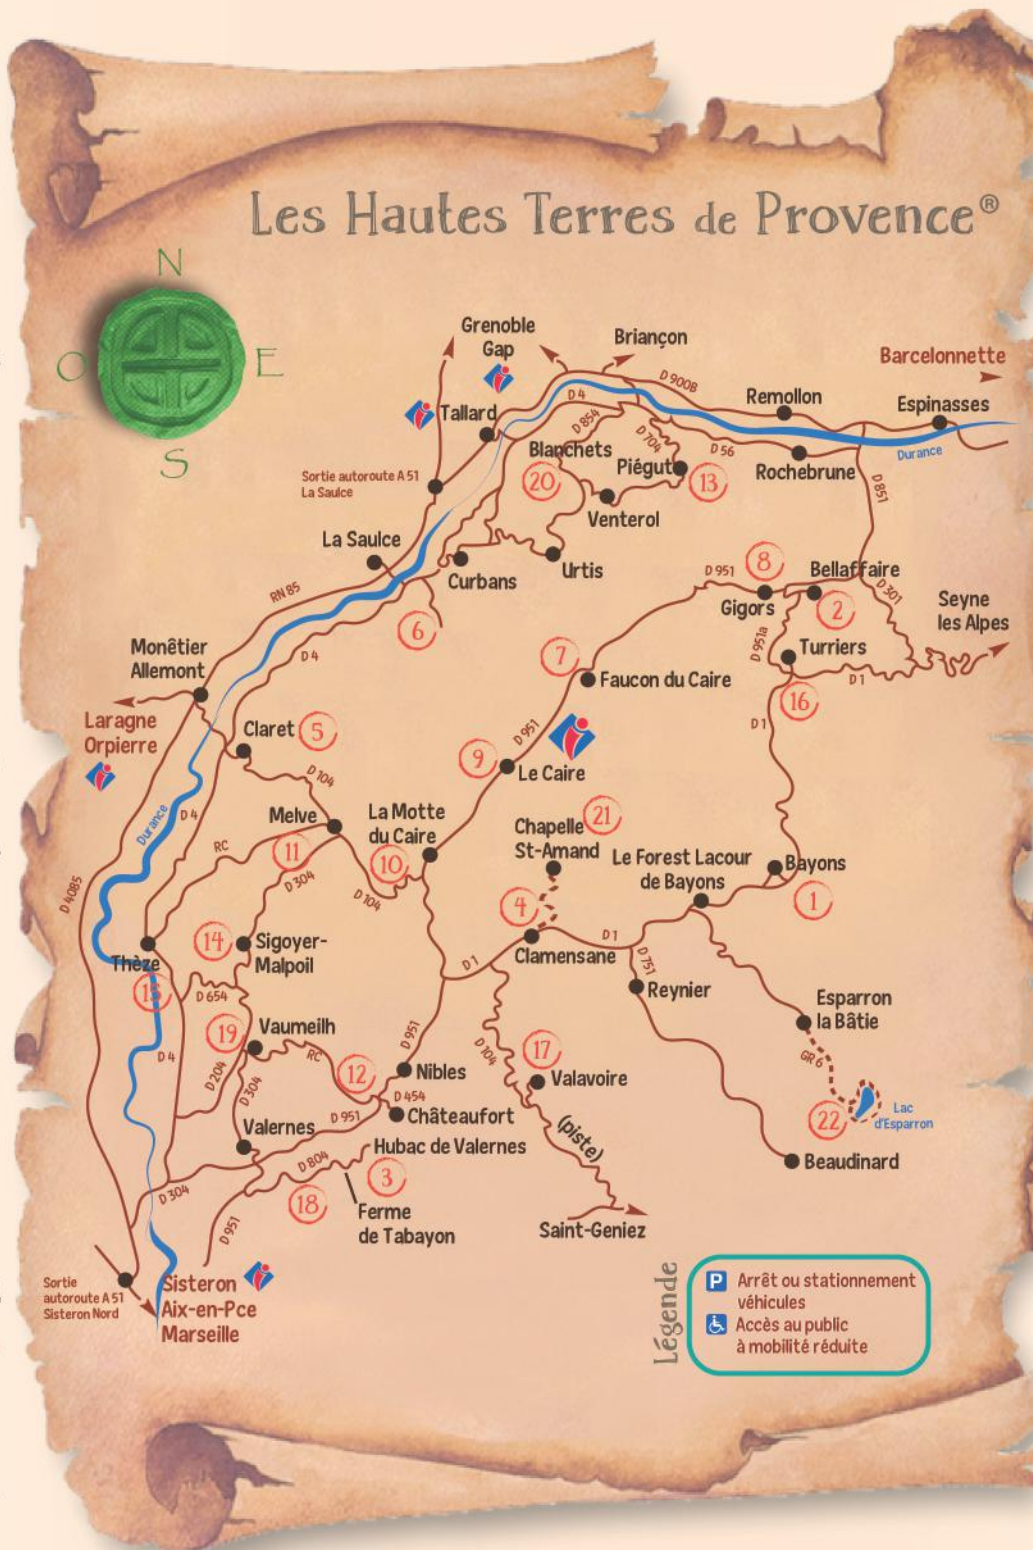 Les Hautes Terres de Provence®
N
O
E
S
Grenoble
Gap
Briançon
Barcelonnette
D 900B
D 4
Tallard
Remollon
Espinasses
D 854
D 704
D 56
Durance
Blanchets
Piégut
Rochebrune
Sortie autoroute A 51
La Saulce
20
13
D 851
Venterol
La Saulce
Curbans
Urtis
D 951
8
Bellaffaire
RN 85
Gigors
2
D 301
Seyne
les Alpes
6
D 951a
Monêtier
Allemont
D 4
7
Turriers
Faucon du Caire
D 1
16
Laragne
Orpierre
Claret
5
D 951
D 1
9
Le Caire
D 104
Durance
D 4
Melve
La Motte
du Caire
21
Chapelle
St-Amand
RC
11
10
Le Forest Lacour
de Bayons
Bayons
D 4085
D 304
D 104
4
1
14
Sigoyer-
Malpoil
D 1
Clamensane
D 1
Thèze
15
D 751
D 654
Reynier
Esparron
la Bâtie
19
Vaumeilh
D 951
D 104
17
D 4
RC
GR 6
D 204
D 304
12
Nibles
Valavoire
D 454
22
Lac
d'Esparron
Valernes
D 951
Châteaufort
(piste)
Hubac de Valernes
D 804
3
Beaudinard
D 304
18
Ferme
de Tabayon
D 951
Saint-Geniez
Sortie
autoroute A 51
Sisteron Nord
Sisteron
Aix-en-Pce
Marseille
Légende
P
Arrêt ou stationnement
véhicules
Accès au public
à mobilité réduite